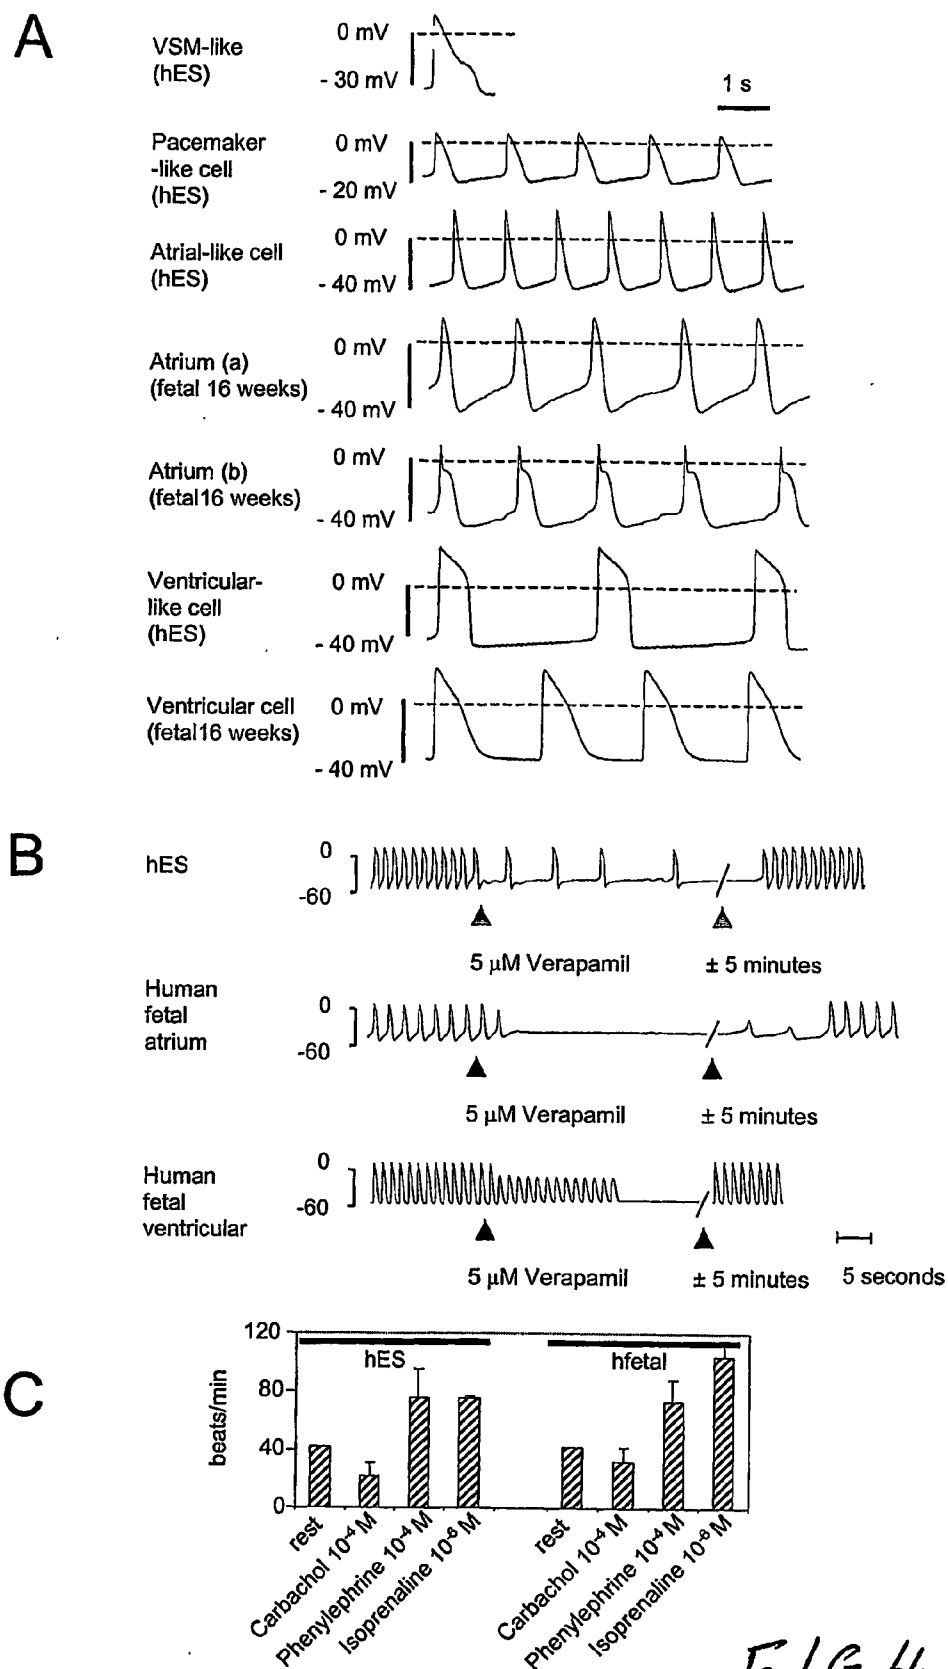 A
VSM-like
(hES)
0 mV
- 30 mV
1 s
Pacemaker
-like cell
(hES)
0 mV
- 20 mV
Atrial-like cell
(hES)
0 mV
- 40 mV
Atrium (a)
(fetal 16 weeks)
0 mV
- 40 mV
Atrium (b)
(fetal16 weeks)
0 mV
- 40 mV
Ventricular-
like cell
(hES)
0 mV
- 40 mV
Ventricular cell
(fetal16 weeks)
0 mV
- 40 mV
B
hES
0
-60
5 μM Verapamil
± 5 minutes
Human
fetal
atrium
0
-60
5 μM Verapamil
± 5 minutes
Human
fetal
ventricular
0
-60
5 μM Verapamil
± 5 minutes
5 seconds
C
beats/min
120
80
40
0
hES
hfetal
rest
Carbachol 10⁻⁴ M
Phenylephrine 10⁻⁴ M
Isoprenaline 10⁻⁶ M
rest
Carbachol 10⁻⁴ M
Phenylephrine 10⁻⁴ M
Isoprenaline 10⁻⁶ M